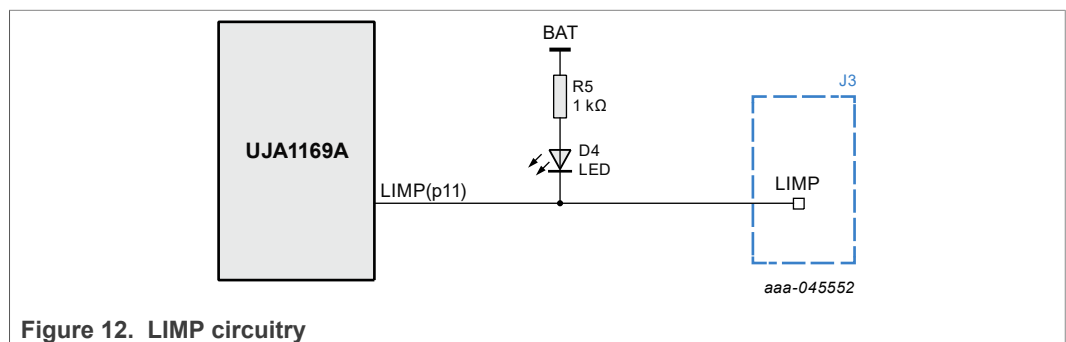 BAT
J3
R5
1 kΩ
UJA1169A
D4
LED
LIMP(p11)
LIMP
aaa-045552
Figure 12. LIMP circuitry